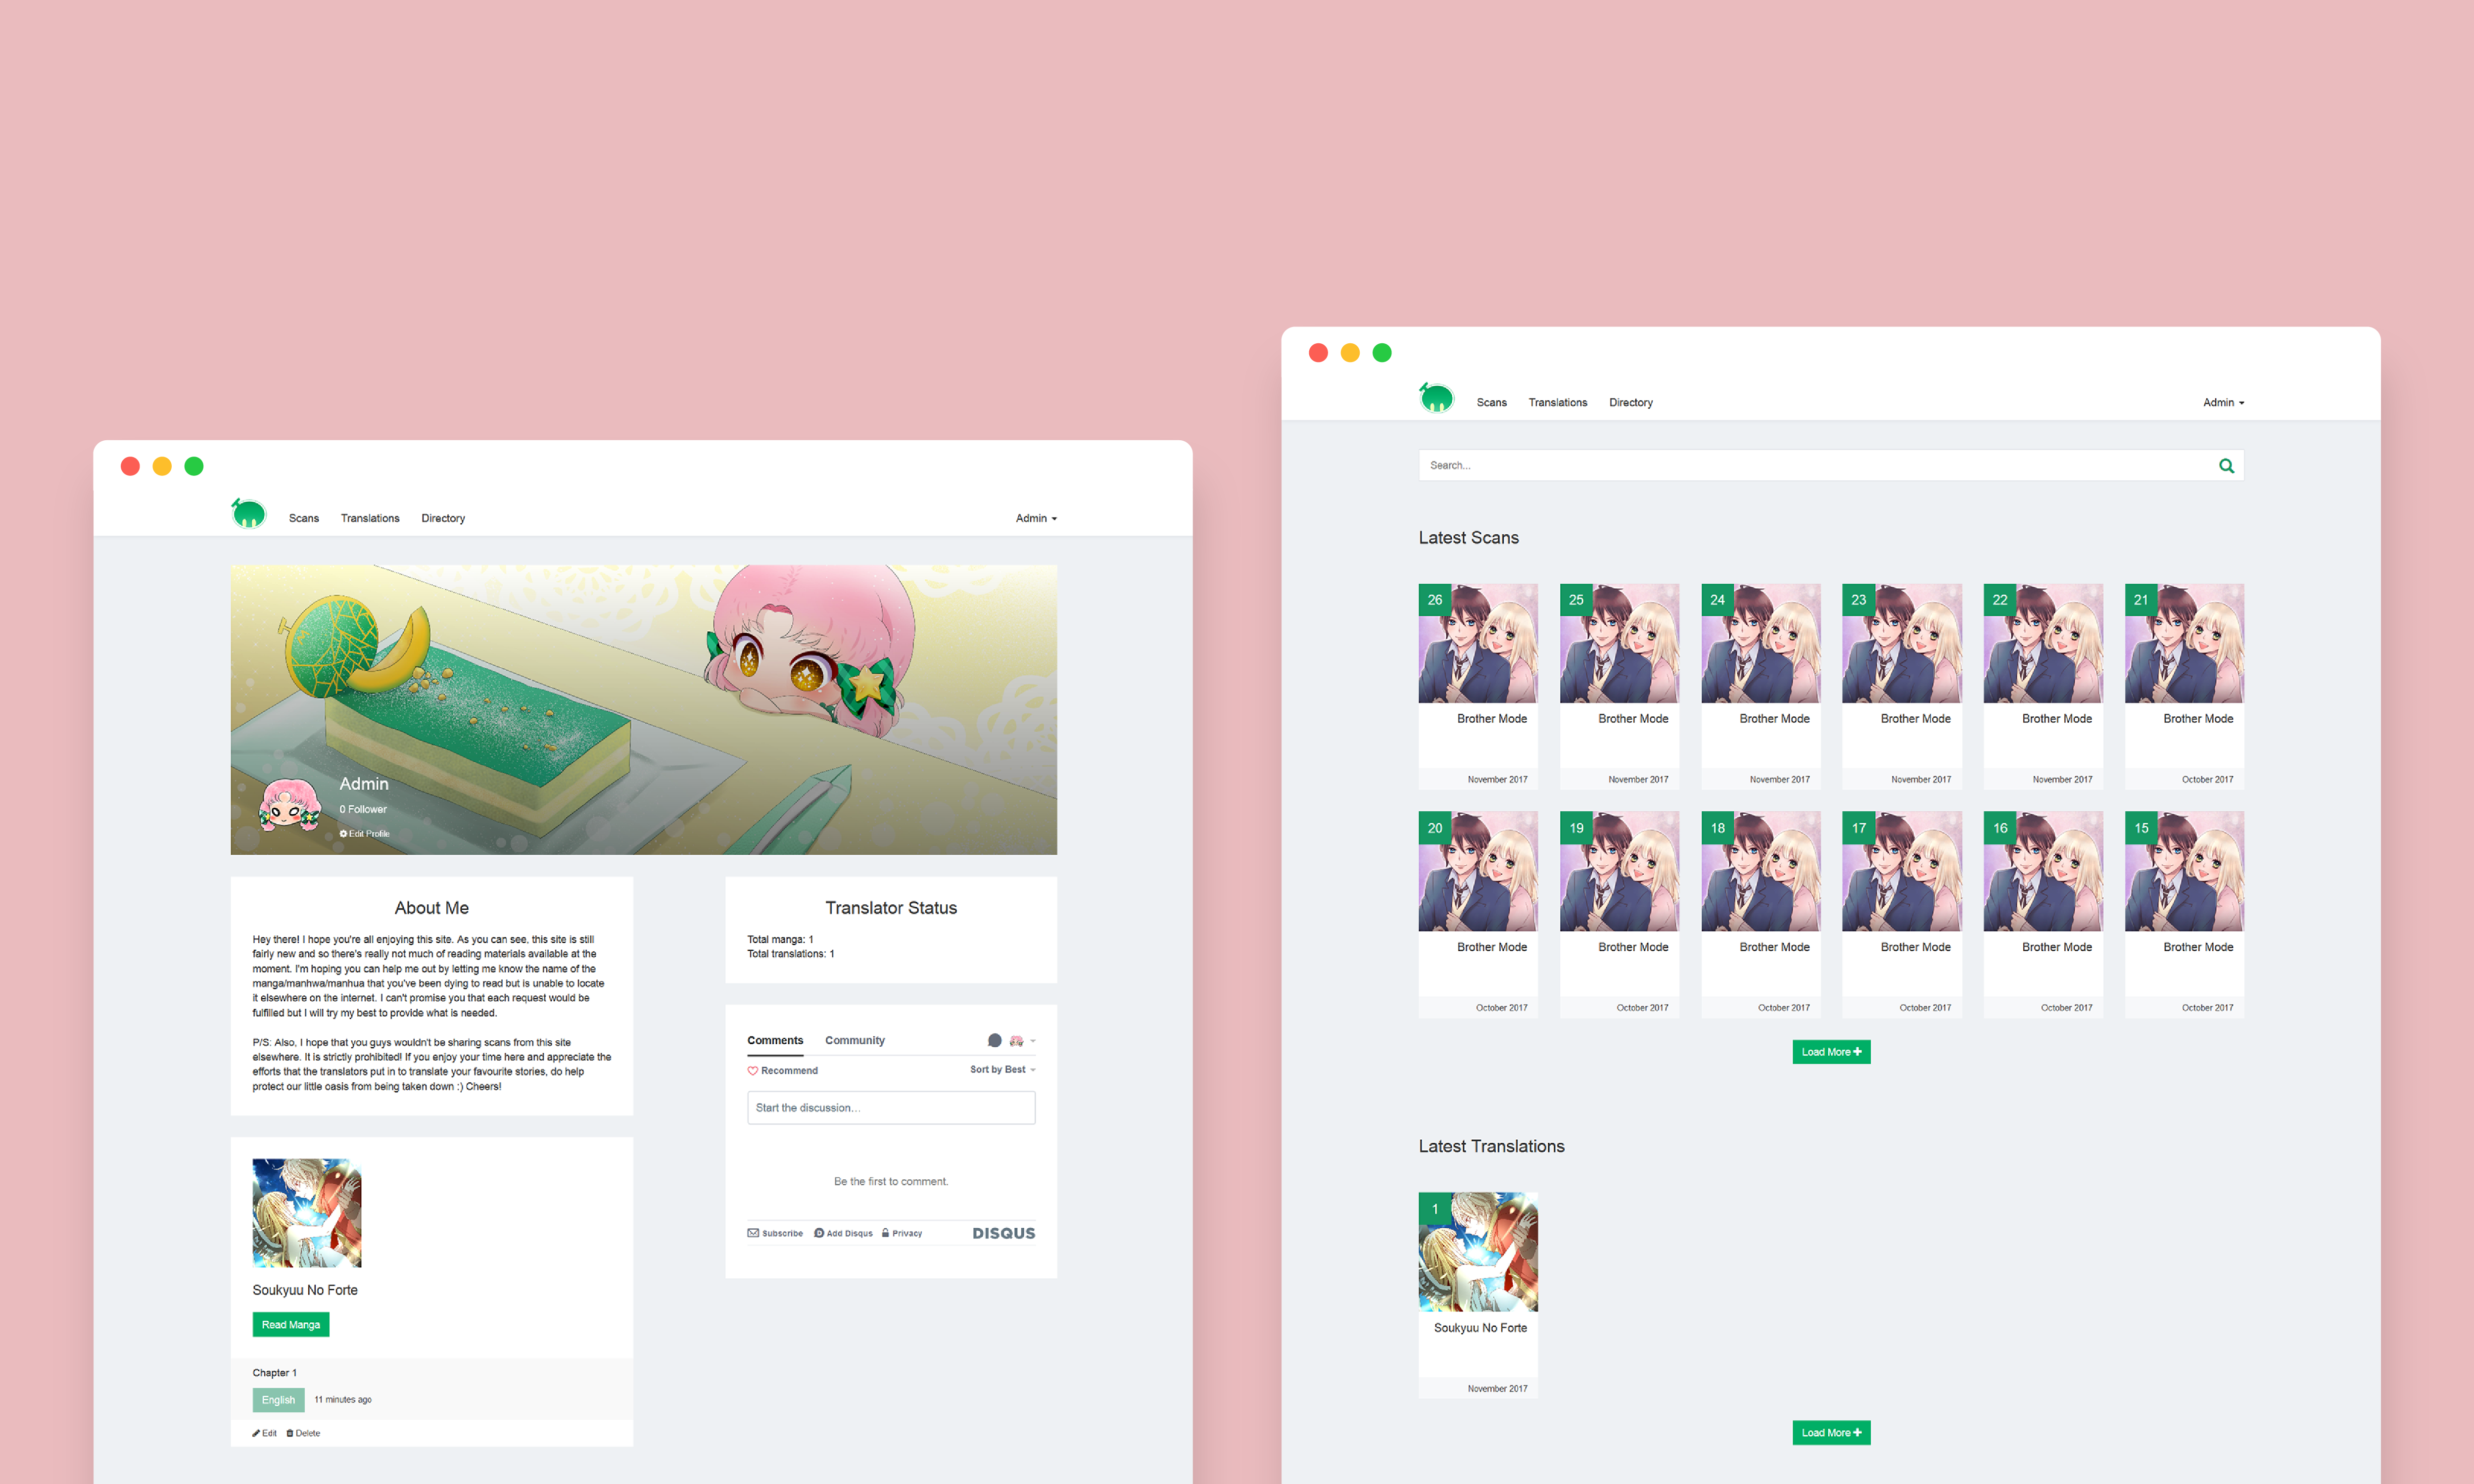 Scans Translations Directory Admin
Admin
0 Follower
Edit Profile
About Me
Hey there! I hope you're all enjoying this site. As you can see, this site is still
fairly new and so there's really not much of reading materials available at the
moment. I'm hoping you can help me out by letting me know the name of the
manga/manhwa/manhua that you've been dying to read but is unable to locate
it elsewhere on the internet. I can't promise you that each request would be
fulfilled but I will try my best to provide what is needed.
P/S: Also, I hope that you guys wouldn't be sharing scans from this site
elsewhere. It is strictly prohibited! If you enjoy your time here and appreciate the
efforts that the translators put in to translate your favourite stories, do help
protect our little oasis from being taken down :) Cheers!
Soukyuu No Forte
Read Manga
Chapter 1
English 11 minutes ago
Edit Delete
Translator Status
Total manga: 1
Total translations: 1
Comments Community
Recommend Sort by Best
Start the discussion...
Be the first to comment.
Subscribe Add Disqus Privacy DISQUS
Scans Translations Directory Admin
Search...
Latest Scans
26 25 24 23 22 21
Brother Mode Brother Mode Brother Mode Brother Mode Brother Mode Brother Mode
November 2017 November 2017 November 2017 November 2017 November 2017 October 2017
20 19 18 17 16 15
Brother Mode Brother Mode Brother Mode Brother Mode Brother Mode Brother Mode
October 2017 October 2017 October 2017 October 2017 October 2017 October 2017
Load More
Latest Translations
1
Soukyuu No Forte
November 2017
Load More